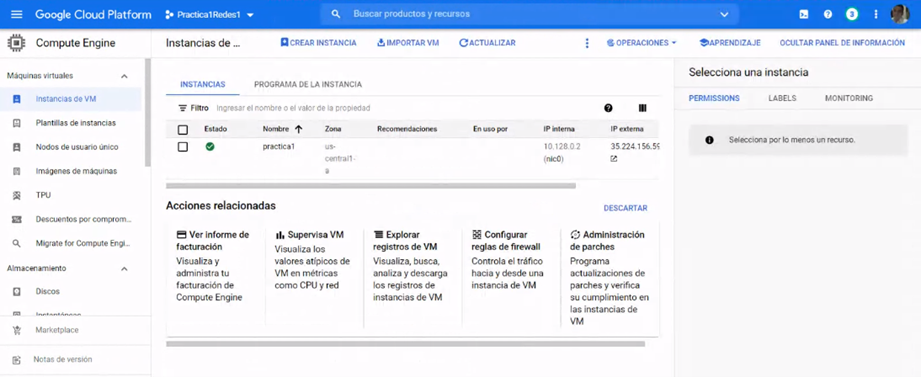 Google Cloud Platform
Practica1Redes1
Buscar productos y recursos
3
Compute Engine
Instancias de ...
CREAR INSTANCIA
IMPORTAR VM
ACTUALIZAR
OPERACIONES
APRENDIZAJE
OCULTAR PANEL DE INFORMACIÓN
Máquinas virtuales
Instancias de VM
Plantillas de instancias
Nodos de usuario único
Imágenes de máquinas
TPU
Descuentos por comprom...
Migrate for Compute Engi...
Almacenamiento
Discos
Instantáneas
Marketplace
Notas de versión
INSTANCIAS
PROGRAMA DE LA INSTANCIA
Filtro
Ingresar el nombre o el valor de la propiedad
Estado
Nombre
Zona
Recomendaciones
En uso por
IP interna
IP externa
practica1
us-
central1-
a
10.128.0.2
(nic0)
35.224.156.59
Acciones relacionadas
DESCARTAR
Ver informe de
facturación
Visualiza y
administra tu
facturación de
Compute Engine
Supervisa VM
Visualiza los
valores atípicos
de VM en métricas
como CPU y red
Explorar
registros de VM
Visualiza, busca,
analiza y descarga
los registros de
instancias de VM
Configurar
reglas de firewall
Controla el tráfico
hacia y desde una
instancia de VM
Administración
de parches
Programa
actualizaciones de
parches y verifica
su cumplimiento en
las instancias de
VM
Selecciona una instancia
PERMISSIONS
LABELS
MONITORING
Selecciona por lo menos un recurso.